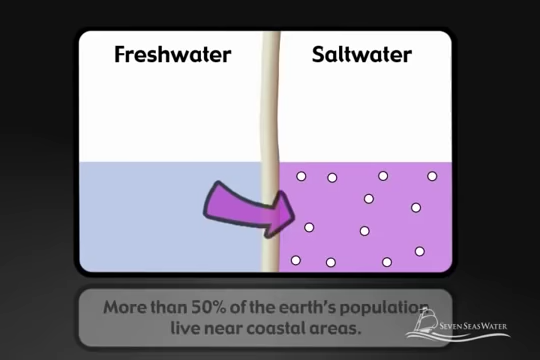 Freshwater
Saltwater
More than 50% of the earth's population
live near coastal areas.
SEVEN SEAS WATER